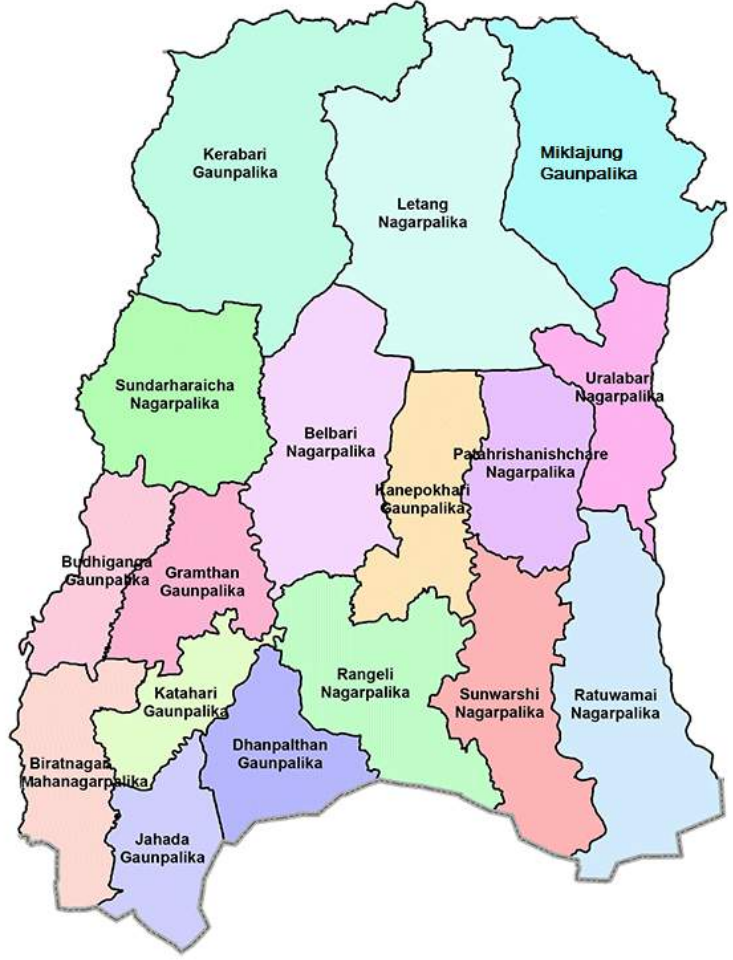 Kerabari
Gaunpalika
Miklajung
Gaunpalika
Letang
Nagarpalika
Sundarharaicha
Nagarpalika
Uralabari
Nagarpalika
Belbari
Nagarpalika
Patahrishanishchare
Nagarpalika
Kanepokhari
Gaunpalika
Budhiganga
Gaunpalika
Gramthan
Gaunpalika
Rangeli
Nagarpalika
Katahari
Gaunpalika
Sunwarshi
Nagarpalika
Ratuwamai
Nagarpalika
Dhanpalthan
Gaunpalika
Biratnagar
Mahanagarpalika
Jahada
Gaunpalika